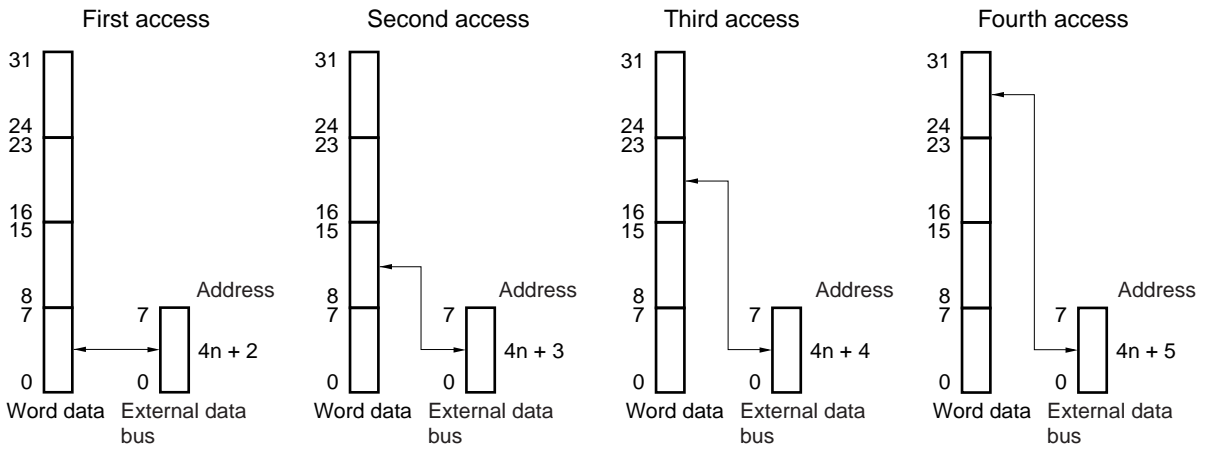 First access
31
24
23
16
15
8
7
0
Address
7
4n + 2
0
Word data
External data
bus
Second access
31
24
23
16
15
8
7
0
Address
7
4n + 3
0
Word data
External data
bus
Third access
31
24
23
16
15
8
7
0
Address
7
4n + 4
0
Word data
External data
bus
Fourth access
31
24
23
16
15
8
7
0
Address
7
4n + 5
0
Word data
External data
bus